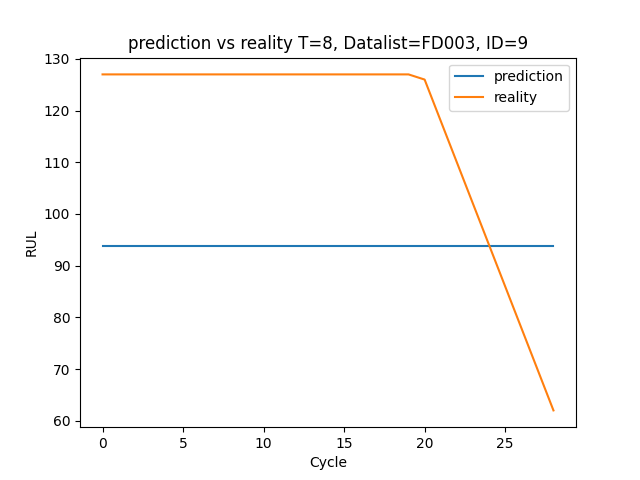 prediction vs reality T=8, Datalist=FD003, ID=9
prediction
reality
130
120
110
100
90
80
70
60
RUL
0 5 10 15 20 25
Cycle